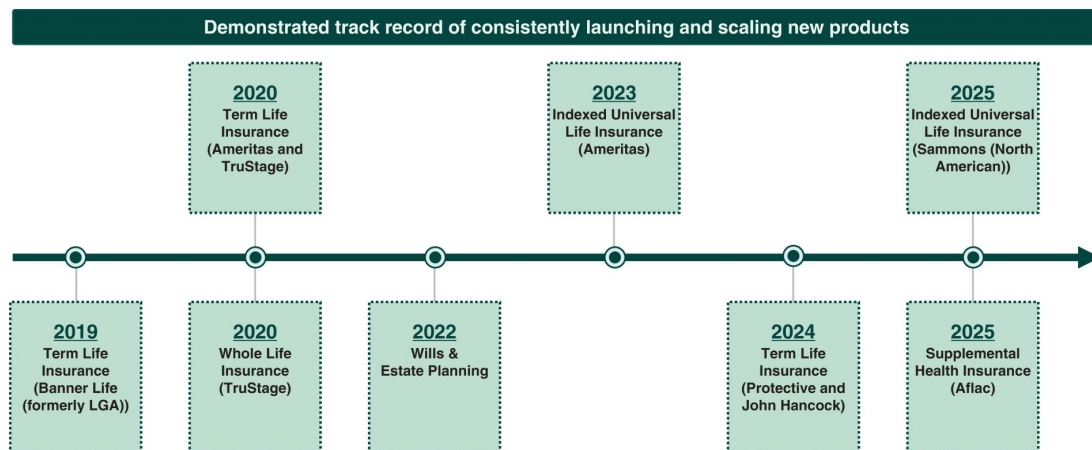 Demonstrated track record of consistently launching and scaling new products
2020
Term Life
Insurance
(Ameritas and
TruStage)
2023
Indexed Universal
Life Insurance
(Ameritas)
2025
Indexed Universal
Life Insurance
(Sammons (North
American))
2019
Term Life
Insurance
(Banner Life
(formerly LGA))
2020
Whole Life
Insurance
(TruStage)
2022
Wills &
Estate Planning
2024
Term Life
Insurance
(Protective and
John Hancock)
2025
Supplemental
Health Insurance
(Aflac)